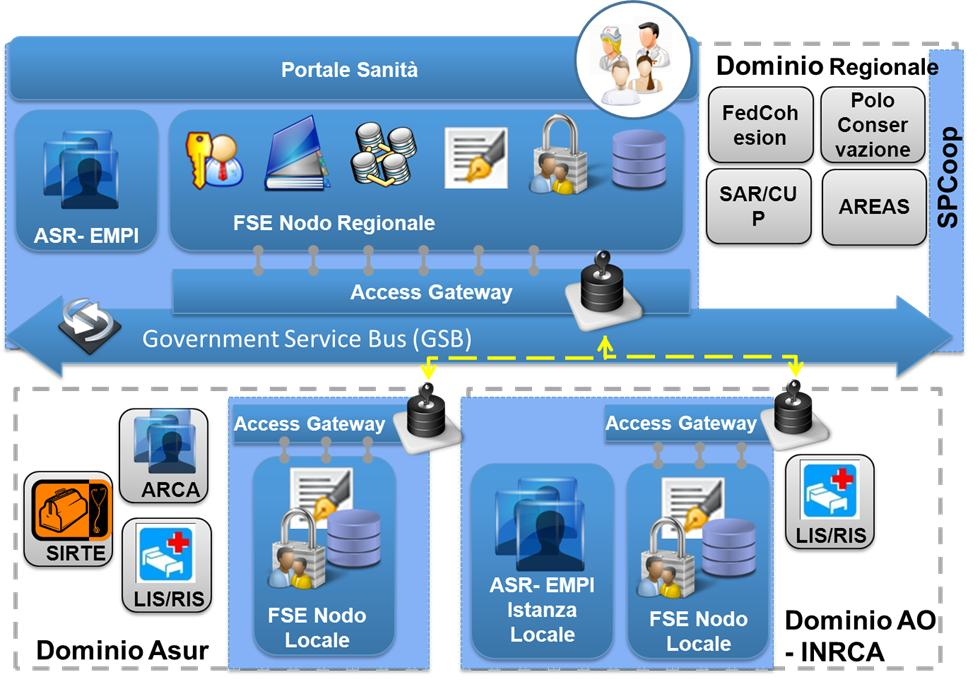 Portale Sanità
Dominio Regionale
FedCoh
esion
Polo
Conser
vazione
SAR/CU
P
AREAS
SPCoop
ASR- EMPI
FSE Nodo Regionale
Access Gateway
Government Service Bus (GSB)
Access Gateway
Access Gateway
ARCA
SIRTE
LIS/RIS
FSE Nodo
Locale
Dominio Asur
ASR- EMPI
Istanza
Locale
FSE Nodo
Locale
LIS/RIS
Dominio AO
- INRCA